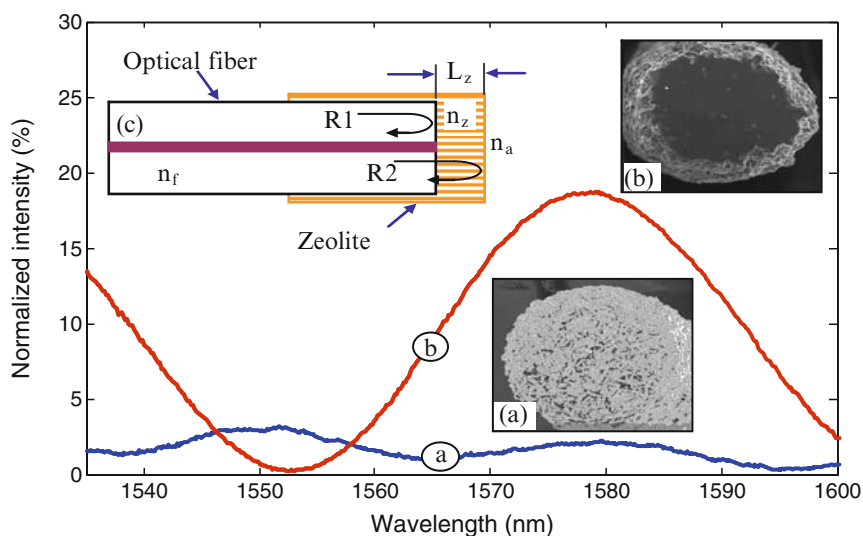 30
25
20
15
10
5
0
Normalized intensity (%)
Optical fiber
(c)
R1
R2
n_f
L_z
n_z
n_a
Zeolite
(b)
(a)
b
a
1540
1550
1560
1570
1580
1590
1600
Wavelength (nm)